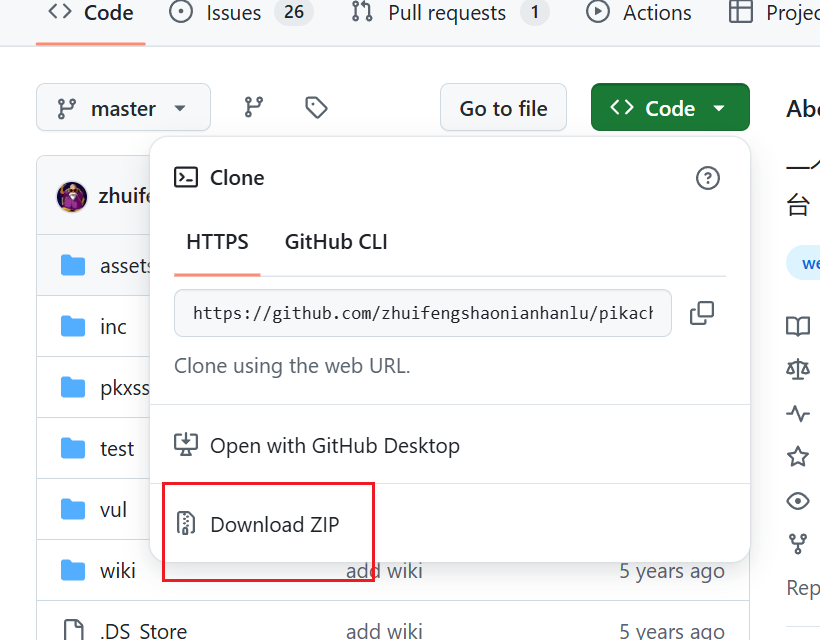 Code Issues 26 Pull requests 1 Actions Projec
master Go to file Code Abo
Clone
HTTPS GitHub CLI
https://github.com/zhuifengshaonianhanlu/pikach
Clone using the web URL.
Open with GitHub Desktop
Download ZIP
zhuife
assets
inc
pkxss
test
vul
wiki add wiki 5 years ago
.DS_Store add wiki 5 years ago
一个
台
we
Rep